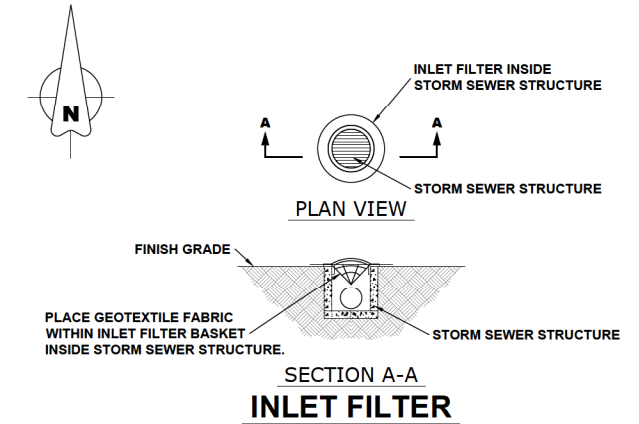 N
INLET FILTER INSIDE
STORM SEWER STRUCTURE
A
A
STORM SEWER STRUCTURE
PLAN VIEW
FINISH GRADE
PLACE GEOTEXTILE FABRIC
WITHIN INLET FILTER BASKET
INSIDE STORM SEWER STRUCTURE.
STORM SEWER STRUCTURE
SECTION A-A
INLET FILTER